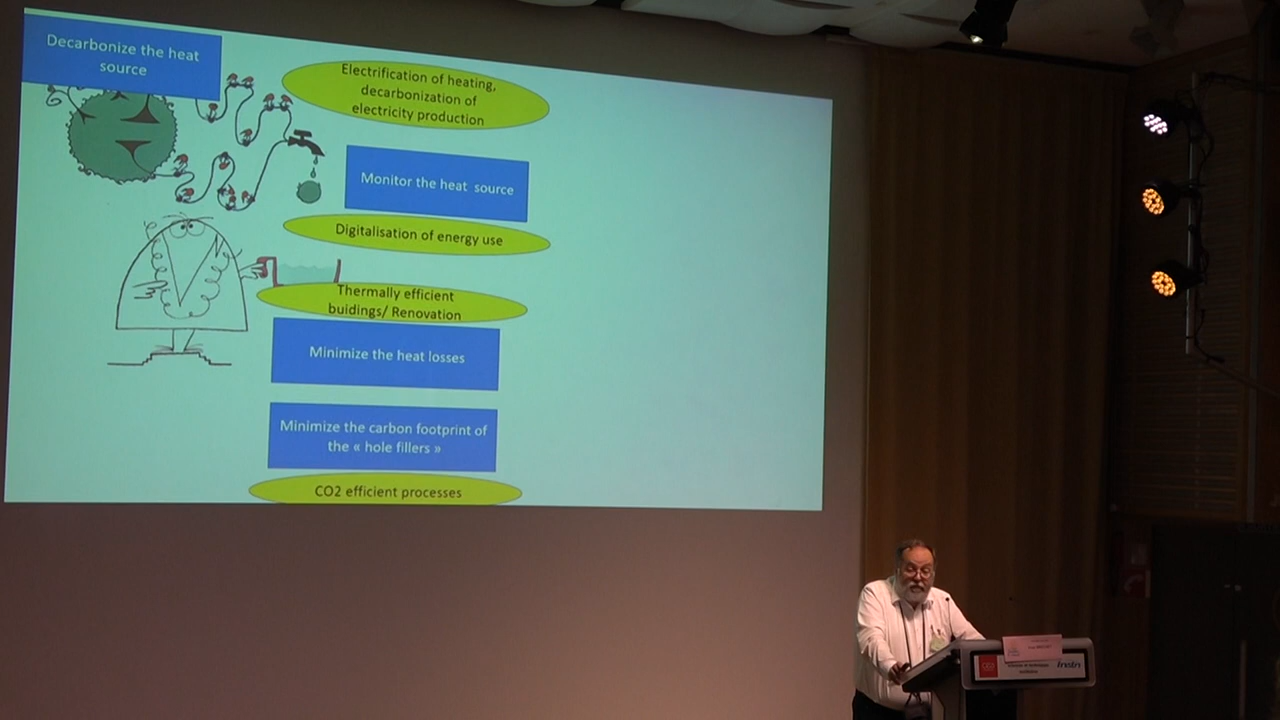 Decarbonize the heat
source
Electrification of heating,
decarbonization of
electricity production
Monitor the heat source
Digitalisation of energy use
Thermally efficient
buidings/ Renovation
Minimize the heat losses
Minimize the carbon footprint of
the « hole fillers »
CO2 efficient processes
cea
instn